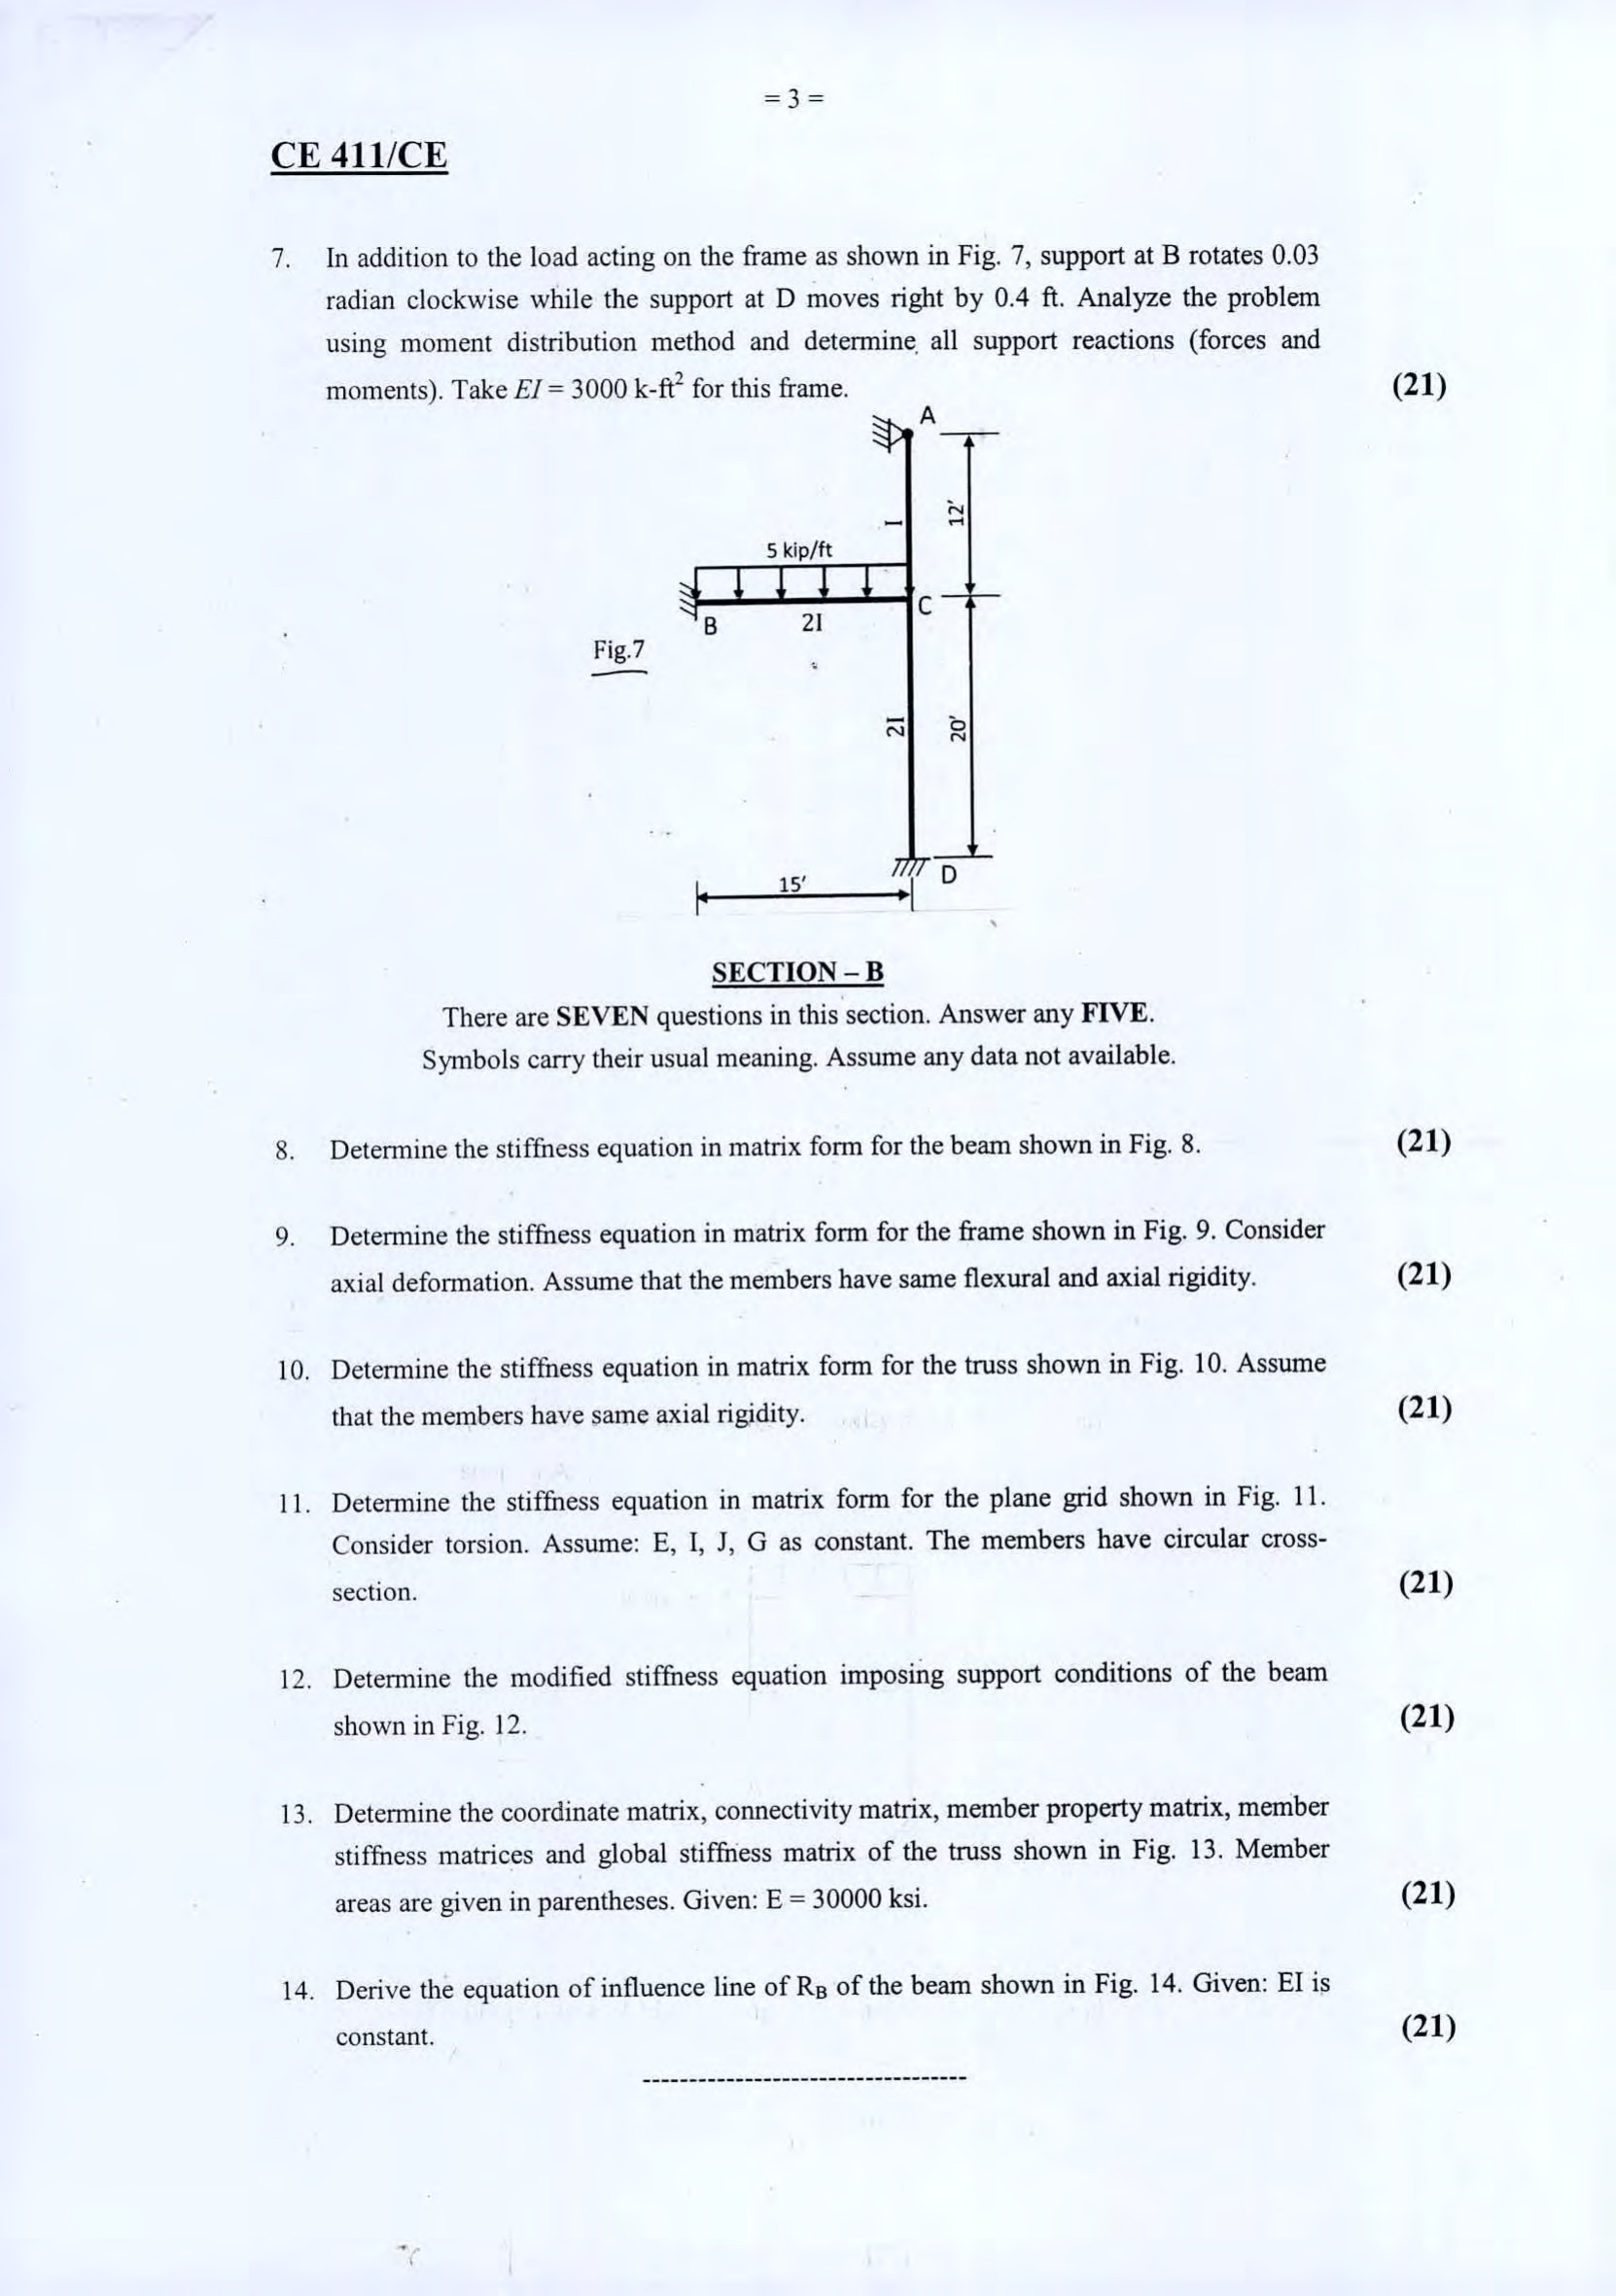 = 3 =
CE 411/CE
7. In addition to the load acting on the frame as shown in Fig. 7, support at B rotates 0.03
radian clockwise while the support at D moves right by 0.4 ft. Analyze the problem
using moment distribution method and determine all support reactions (forces and
moments). Take EI = 3000 k-ft² for this frame. (21)
A
12'
I
5 kip/ft
C
B
2I
Fig.7
2I
20'
D
15'
SECTION – B
There are SEVEN questions in this section. Answer any FIVE.
Symbols carry their usual meaning. Assume any data not available.
8. Determine the stiffness equation in matrix form for the beam shown in Fig. 8. (21)
9. Determine the stiffness equation in matrix form for the frame shown in Fig. 9. Consider
axial deformation. Assume that the members have same flexural and axial rigidity. (21)
10. Determine the stiffness equation in matrix form for the truss shown in Fig. 10. Assume
that the members have same axial rigidity. (21)
11. Determine the stiffness equation in matrix form for the plane grid shown in Fig. 11.
Consider torsion. Assume: E, I, J, G as constant. The members have circular cross-
section. (21)
12. Determine the modified stiffness equation imposing support conditions of the beam
shown in Fig. 12. (21)
13. Determine the coordinate matrix, connectivity matrix, member property matrix, member
stiffness matrices and global stiffness matrix of the truss shown in Fig. 13. Member
areas are given in parentheses. Given: E = 30000 ksi. (21)
14. Derive the equation of influence line of R<sub>B</sub> of the beam shown in Fig. 14. Given: EI is
constant. (21)
-----------------------------------